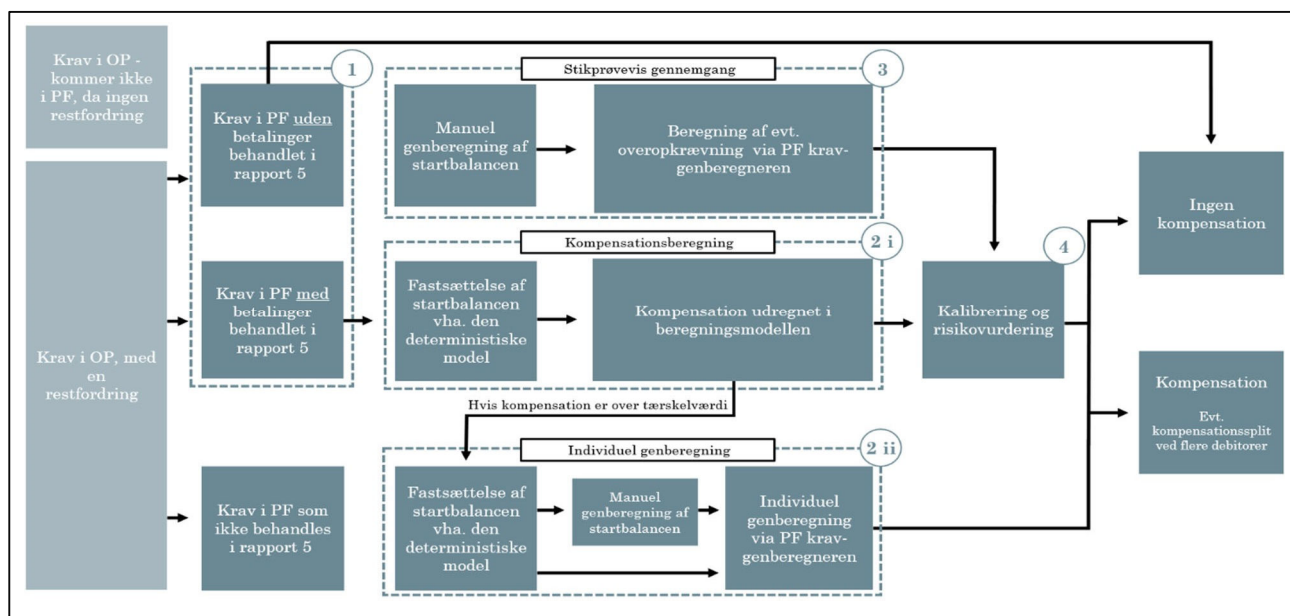 Krav i OP -
kommer ikke
i PF, da ingen
restfordring
Krav i OP, med
en
restfordring
1
Krav i PF uden
betalinger
behandlet i
rapport 5
Krav i PF med
betalinger
behandlet i
rapport 5
Krav i PF som
ikke behandles
i rapport 5
Stikprøvevis gennemgang
3
Manuel
genberegning af
startbalancen
Beregning af evt.
overopkrævning via PF krav-
genberegneren
Kompensationsberegning
2 i
Fastsættelse af
startbalancen
vha. den
deterministiske
model
Kompensation udregnet i
beregningsmodellen
Hvis kompensation er over tærskelværdi
Individuel genberegning
2 ii
Fastsættelse af
startbalancen
vha. den
deterministiske
model
Manuel
genberegning af
startbalancen
Individuel
genberegning
via PF krav-
genberegneren
4
Kalibrering og
risikovurdering
Ingen
kompensation
Kompensation
Evt.
kompensationssplit
ved flere debitorer